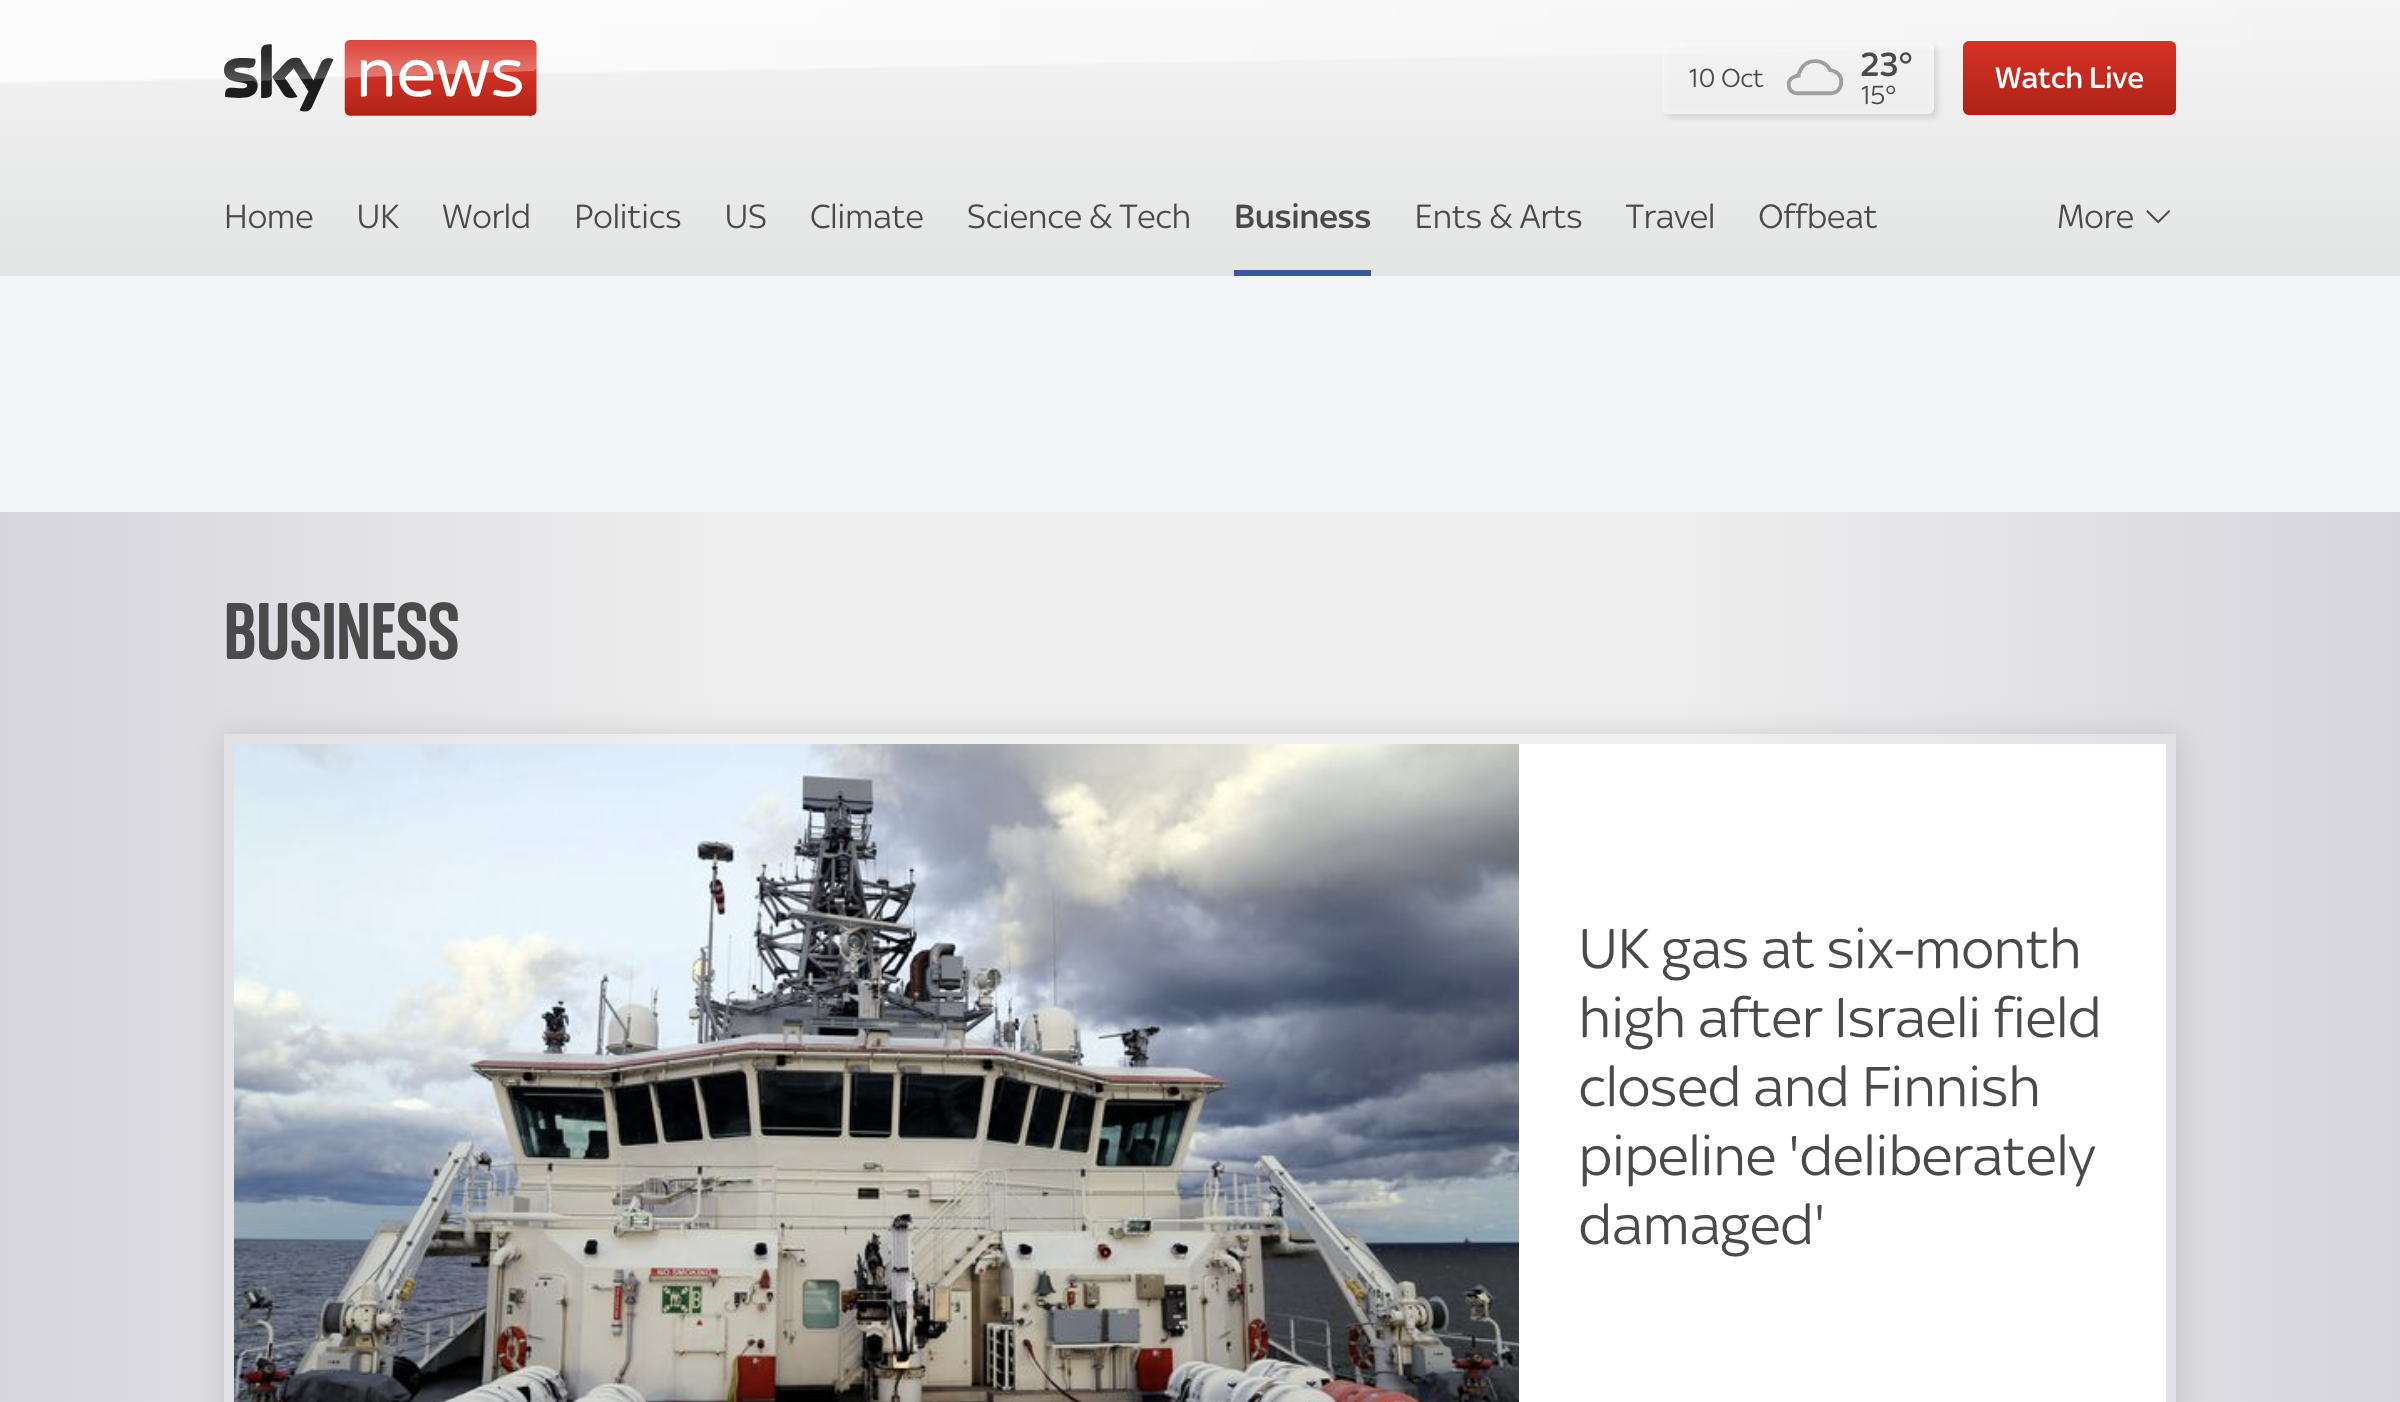 sky news
10 Oct
23°
15°
Watch Live
Home UK World Politics US Climate Science & Tech Business Ents & Arts Travel Offbeat More
BUSINESS
NO SMOKING
UK gas at six-month
high after Israeli field
closed and Finnish
pipeline 'deliberately
damaged'